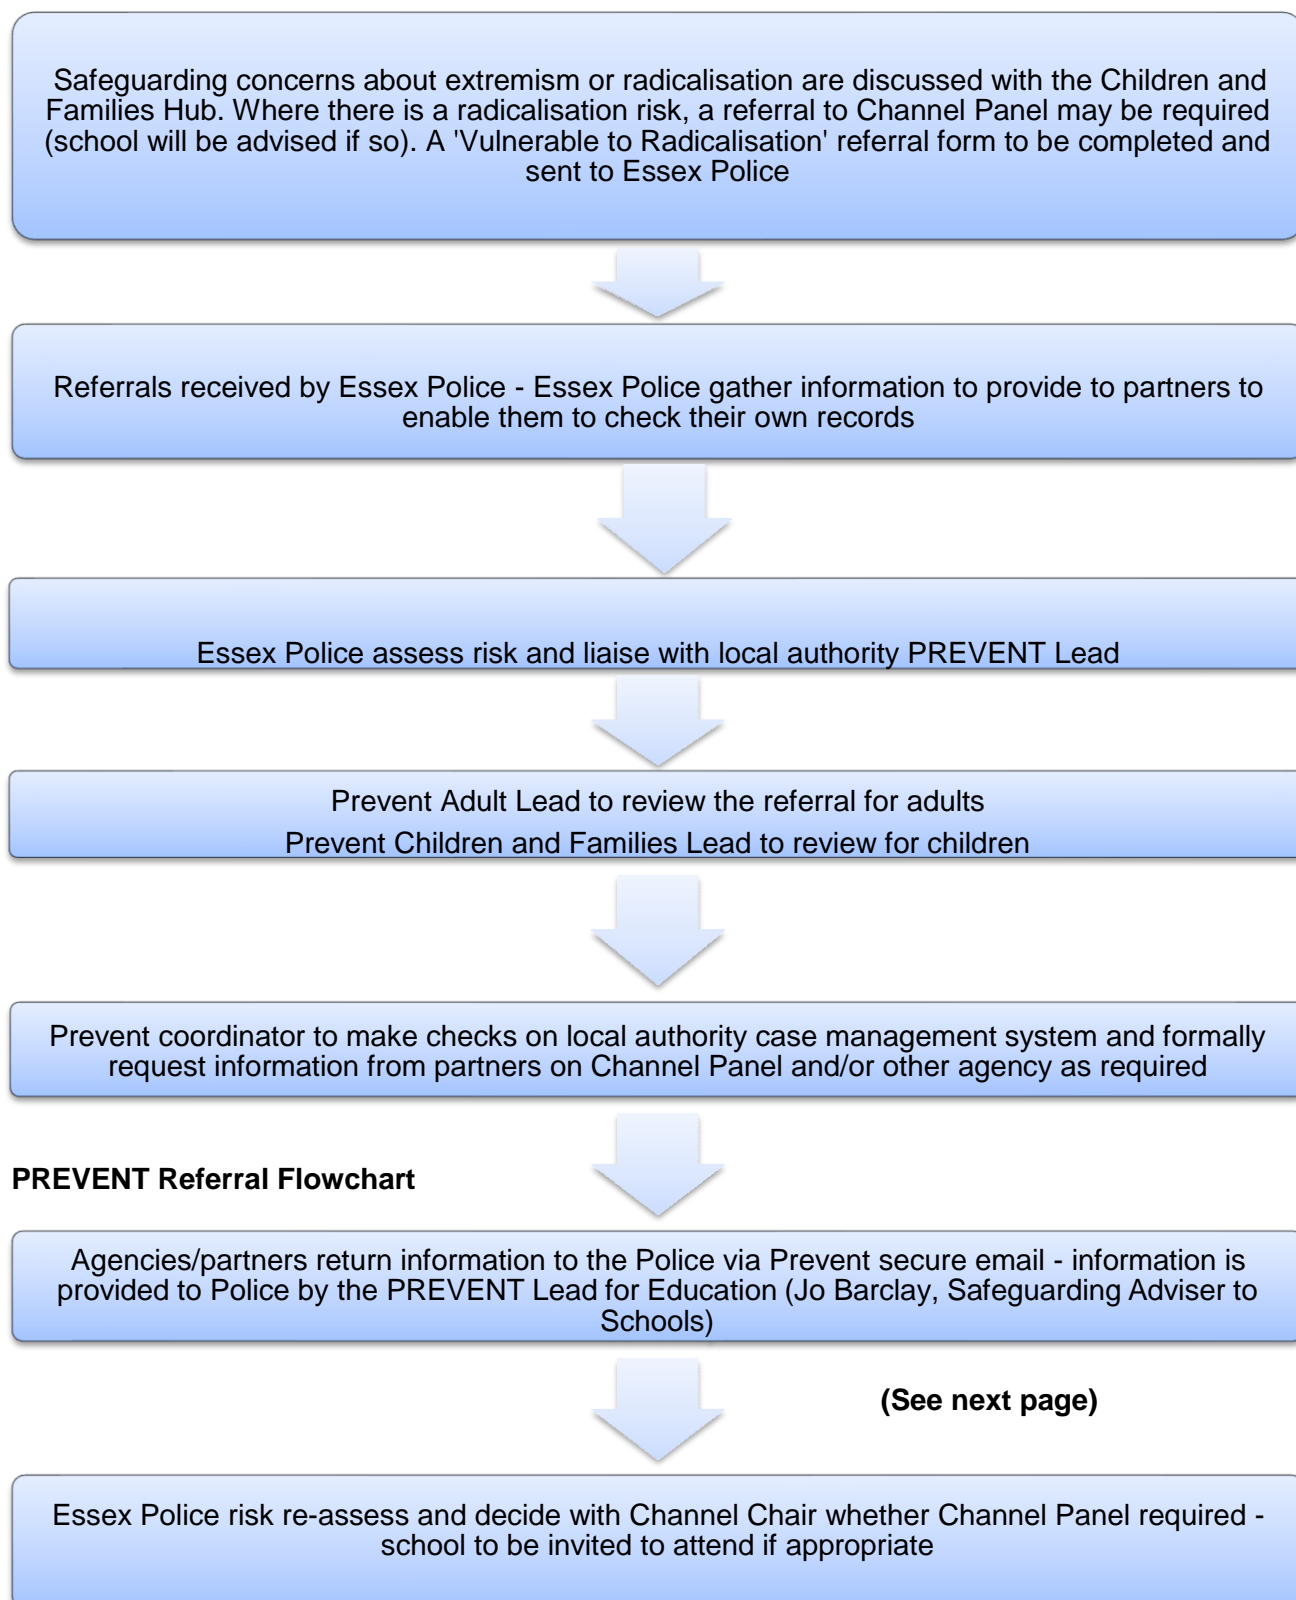 Safeguarding concerns about extremism or radicalisation are discussed with the Children and
Families Hub. Where there is a radicalisation risk, a referral to Channel Panel may be required
(school will be advised if so). A 'Vulnerable to Radicalisation' referral form to be completed and
sent to Essex Police
Referrals received by Essex Police - Essex Police gather information to provide to partners to
enable them to check their own records
Essex Police assess risk and liaise with local authority PREVENT Lead
Prevent Adult Lead to review the referral for adults
Prevent Children and Families Lead to review for children
Prevent coordinator to make checks on local authority case management system and formally
request information from partners on Channel Panel and/or other agency as required
PREVENT Referral Flowchart
Agencies/partners return information to the Police via Prevent secure email - information is
provided to Police by the PREVENT Lead for Education (Jo Barclay, Safeguarding Adviser to
Schools)
(See next page)
Essex Police risk re-assess and decide with Channel Chair whether Channel Panel required -
school to be invited to attend if appropriate